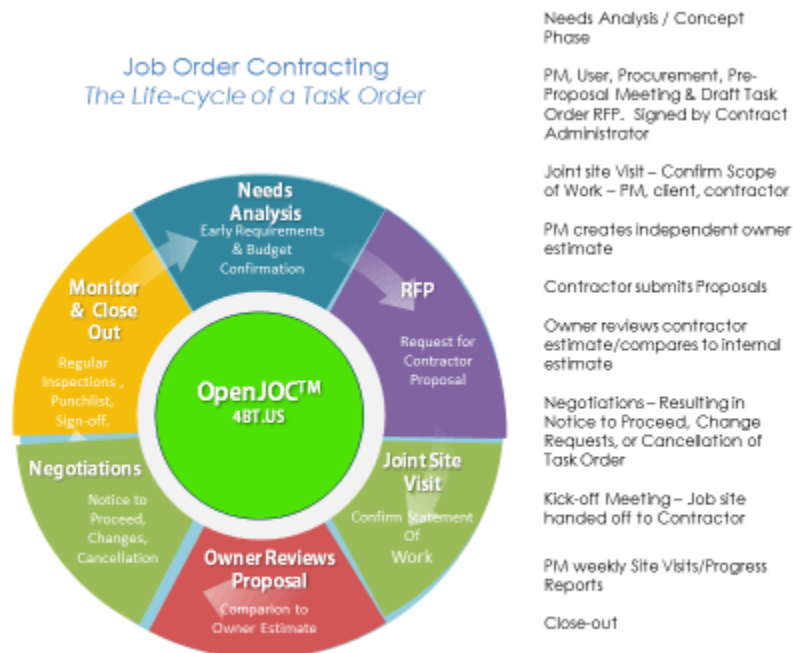 Job Order Contracting
The Life-cycle of a Task Order
Needs
Analysis
Early Requirements
& Budget
Confirmation
RFP
Request for
Contractor
Proposal
Joint Site
Visit
Confirm Statement
Of
Work
Owner Reviews
Proposal
Comparion to
Owner Estimate
Negotiations
Notice to
Proceed,
Changes,
Cancellation
Monitor
& Close
Out
Regular
Inspections ,
Punchlist,
Sign-off,
OpenJOC™
4BT.US
Needs Analysis / Concept
Phase
PM, User, Procurement, Pre-
Proposal Meeting & Draft Task
Order RFP. Signed by Contract
Administrator
Joint site Visit – Confirm Scope
of Work – PM, client, contractor
PM creates independent owner
estimate
Contractor submits Proposals
Owner reviews contractor
estimate/compares to internal
estimate
Negotiations – Resulting in
Notice to Proceed, Change
Requests, or Cancellation of
Task Order
Kick-off Meeting – Job site
handed off to Contractor
PM weekly Site Visits/Progress
Reports
Close-out